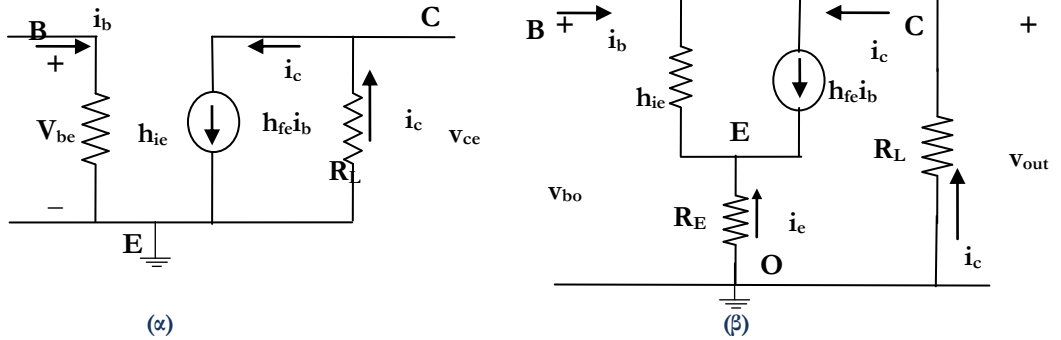 B
i_b
C
+
i_c
V_be
h_ie
h_fe i_b
i_c
v_ce
R_L
–
E
(α)
B
+
i_b
C
+
i_c
h_ie
h_fe i_b
E
R_L
v_out
v_bo
R_E
i_e
O
i_c
(β)